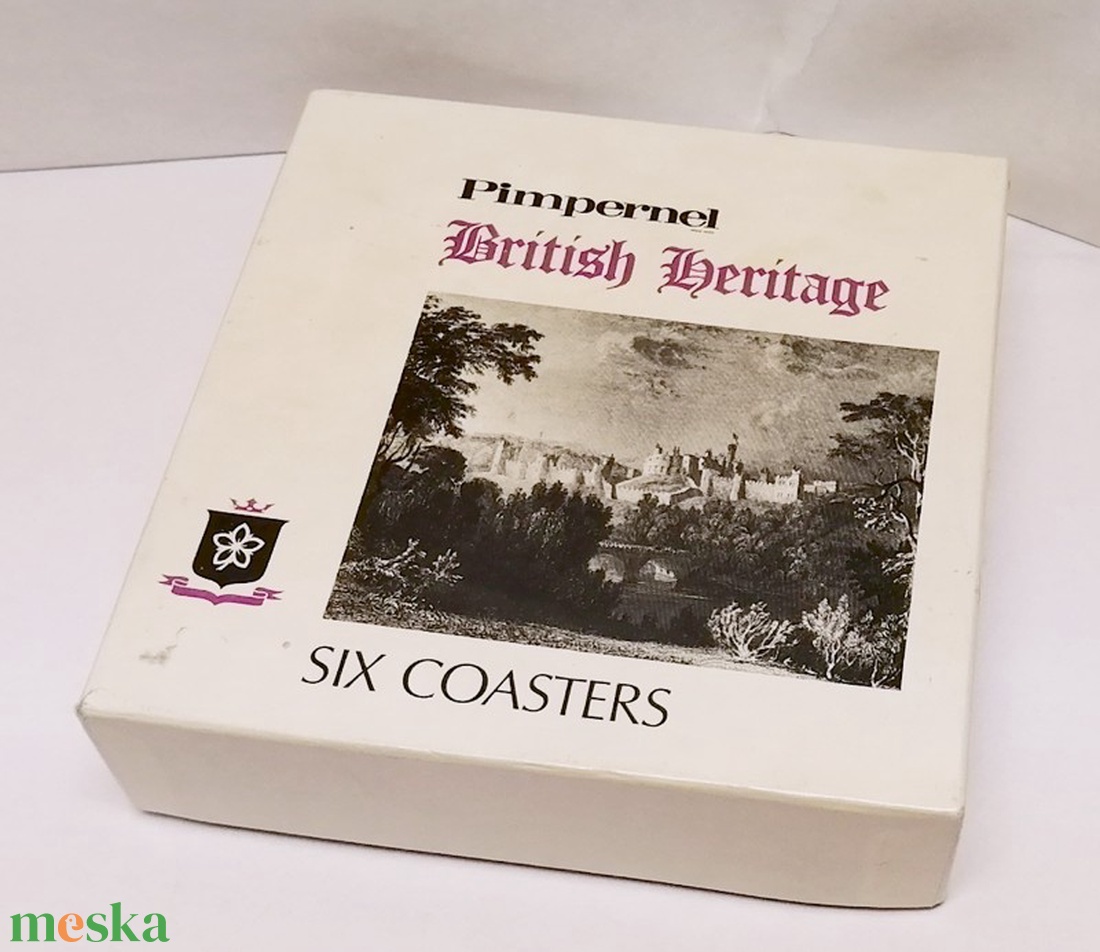 Pimpernel
British Heritage
SIX COASTERS
meska